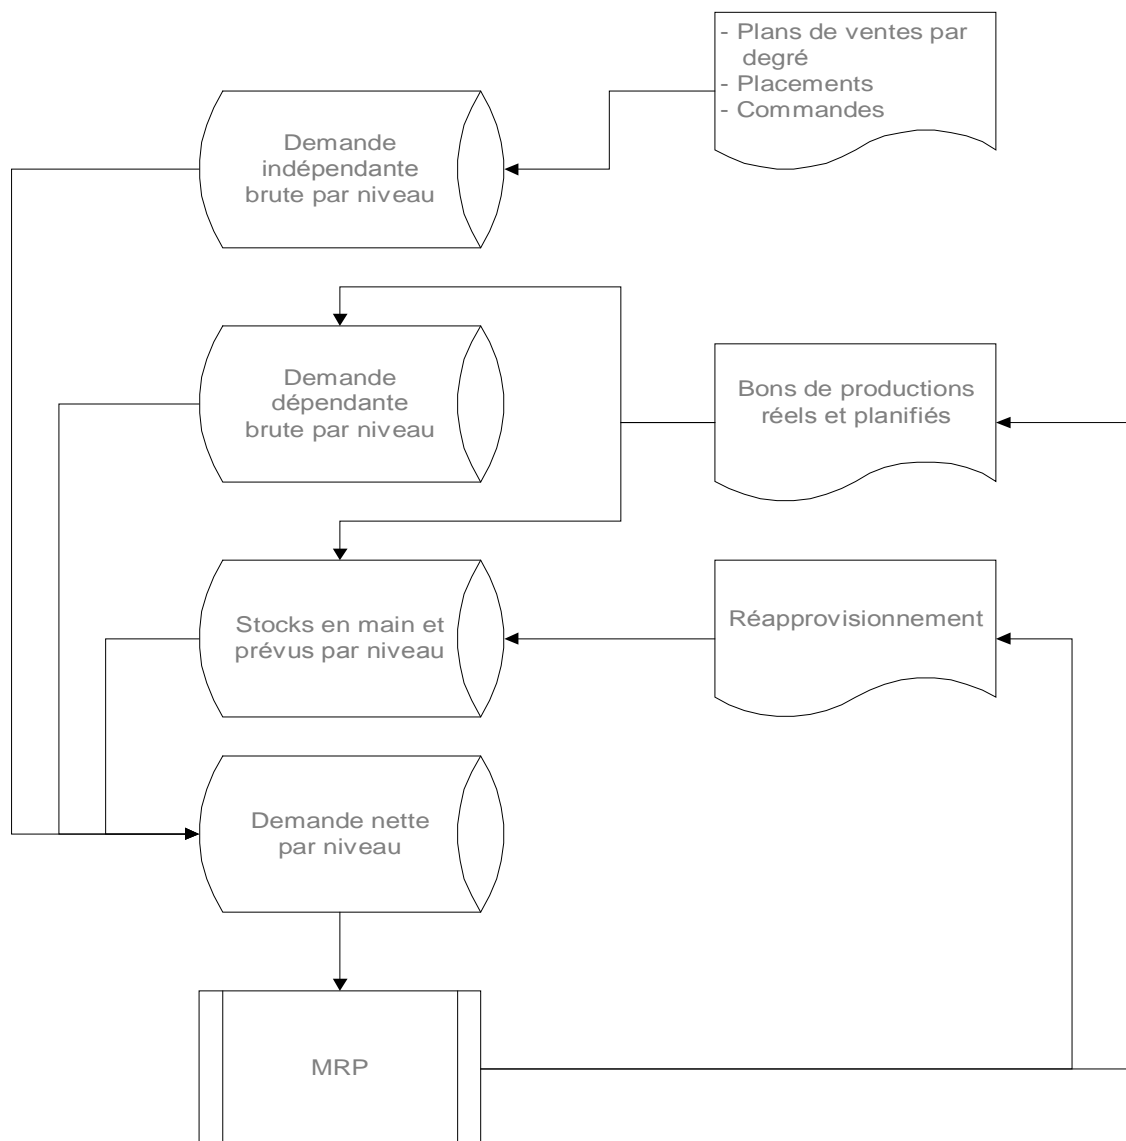 - Plans de ventes par
degré
- Placements
- Commandes
Demande
indépendante
brute par niveau
Demande
dépendante
brute par niveau
Bons de productions
réels et planifiés
Stocks en main et
prévus par niveau
Réapprovisionnement
Demande nette
par niveau
MRP